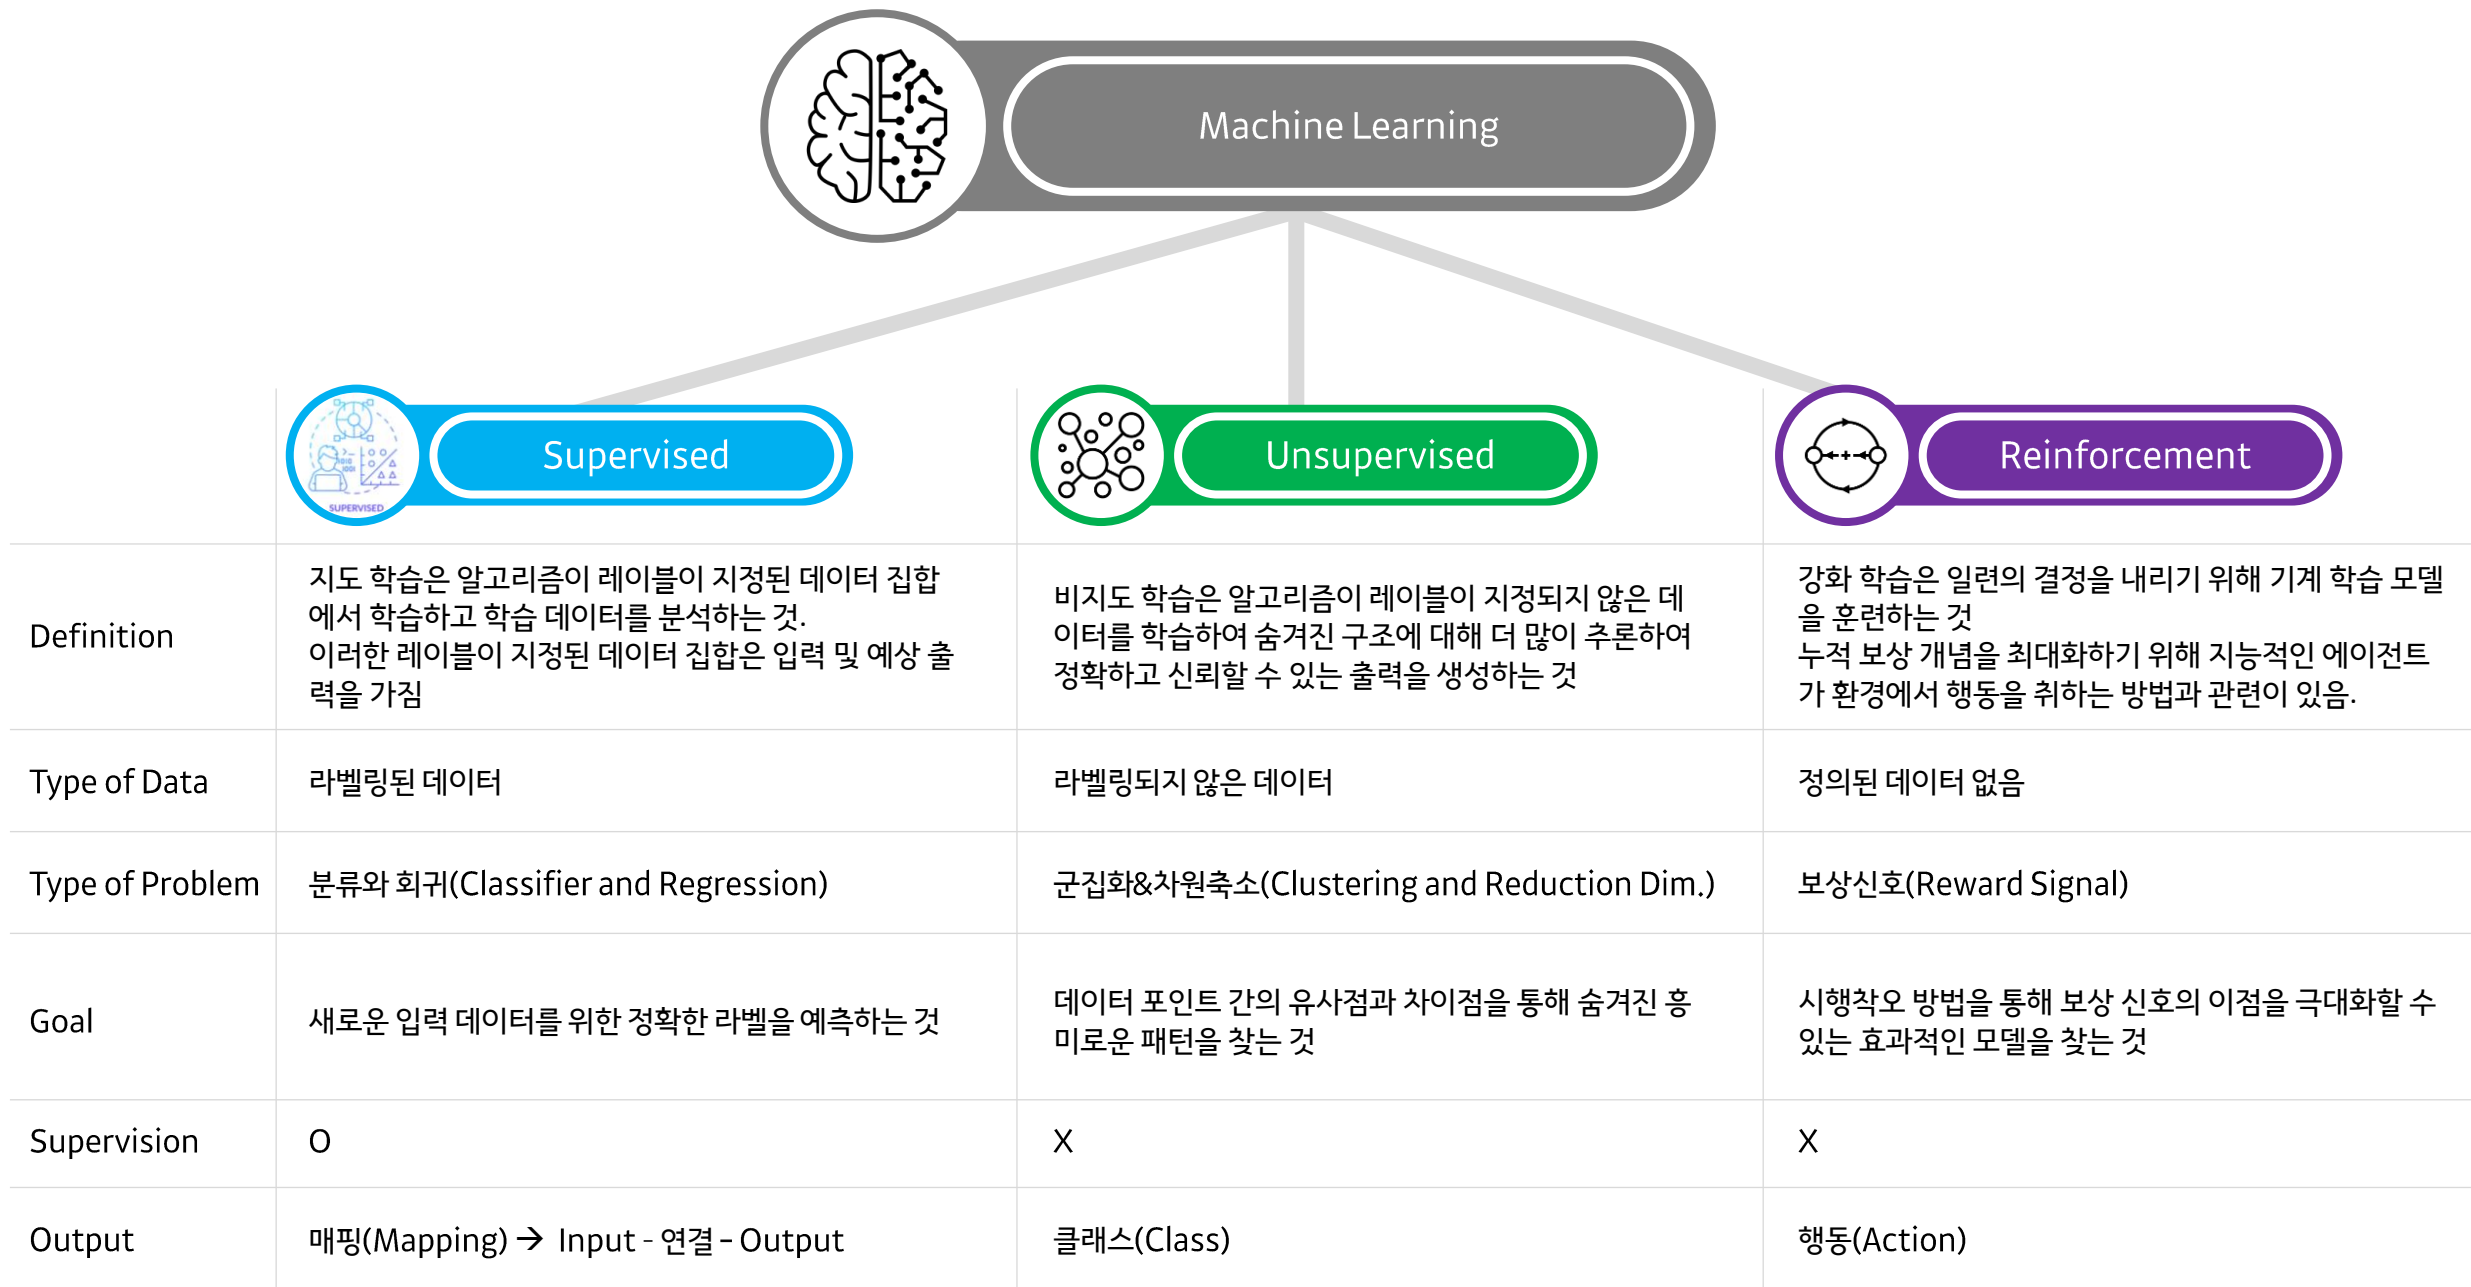 Machine Learning
SUPERVISED
Supervised
Unsupervised
Reinforcement
Definition
지도 학습은 알고리즘이 레이블이 지정된 데이터 집합
에서 학습하고 학습 데이터를 분석하는 것.
이러한 레이블이 지정된 데이터 집합은 입력 및 예상 출
력을 가짐
비지도 학습은 알고리즘이 레이블이 지정되지 않은 데
이터를 학습하여 숨겨진 구조에 대해 더 많이 추론하여
정확하고 신뢰할 수 있는 출력을 생성하는 것
강화 학습은 일련의 결정을 내리기 위해 기계 학습 모델
을 훈련하는 것
누적 보상 개념을 최대화하기 위해 지능적인 에이전트
가 환경에서 행동을 취하는 방법과 관련이 있음.
Type of Data
라벨링된 데이터
라벨링되지 않은 데이터
정의된 데이터 없음
Type of Problem
분류와 회귀(Classifier and Regression)
군집화&차원축소(Clustering and Reduction Dim.)
보상신호(Reward Signal)
Goal
새로운 입력 데이터를 위한 정확한 라벨을 예측하는 것
데이터 포인트 간의 유사점과 차이점을 통해 숨겨진 흥
미로운 패턴을 찾는 것
시행착오 방법을 통해 보상 신호의 이점을 극대화할 수
있는 효과적인 모델을 찾는 것
Supervision
O
X
X
Output
매핑(Mapping) → Input - 연결 – Output
클래스(Class)
행동(Action)